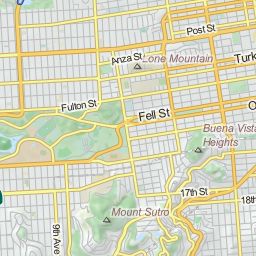 Post St
Anza St
Lone Mountain
Turk
Fulton St
Fell St
Buena Vista
Heights
17th St
18th
9th Ave
Mount Sutro